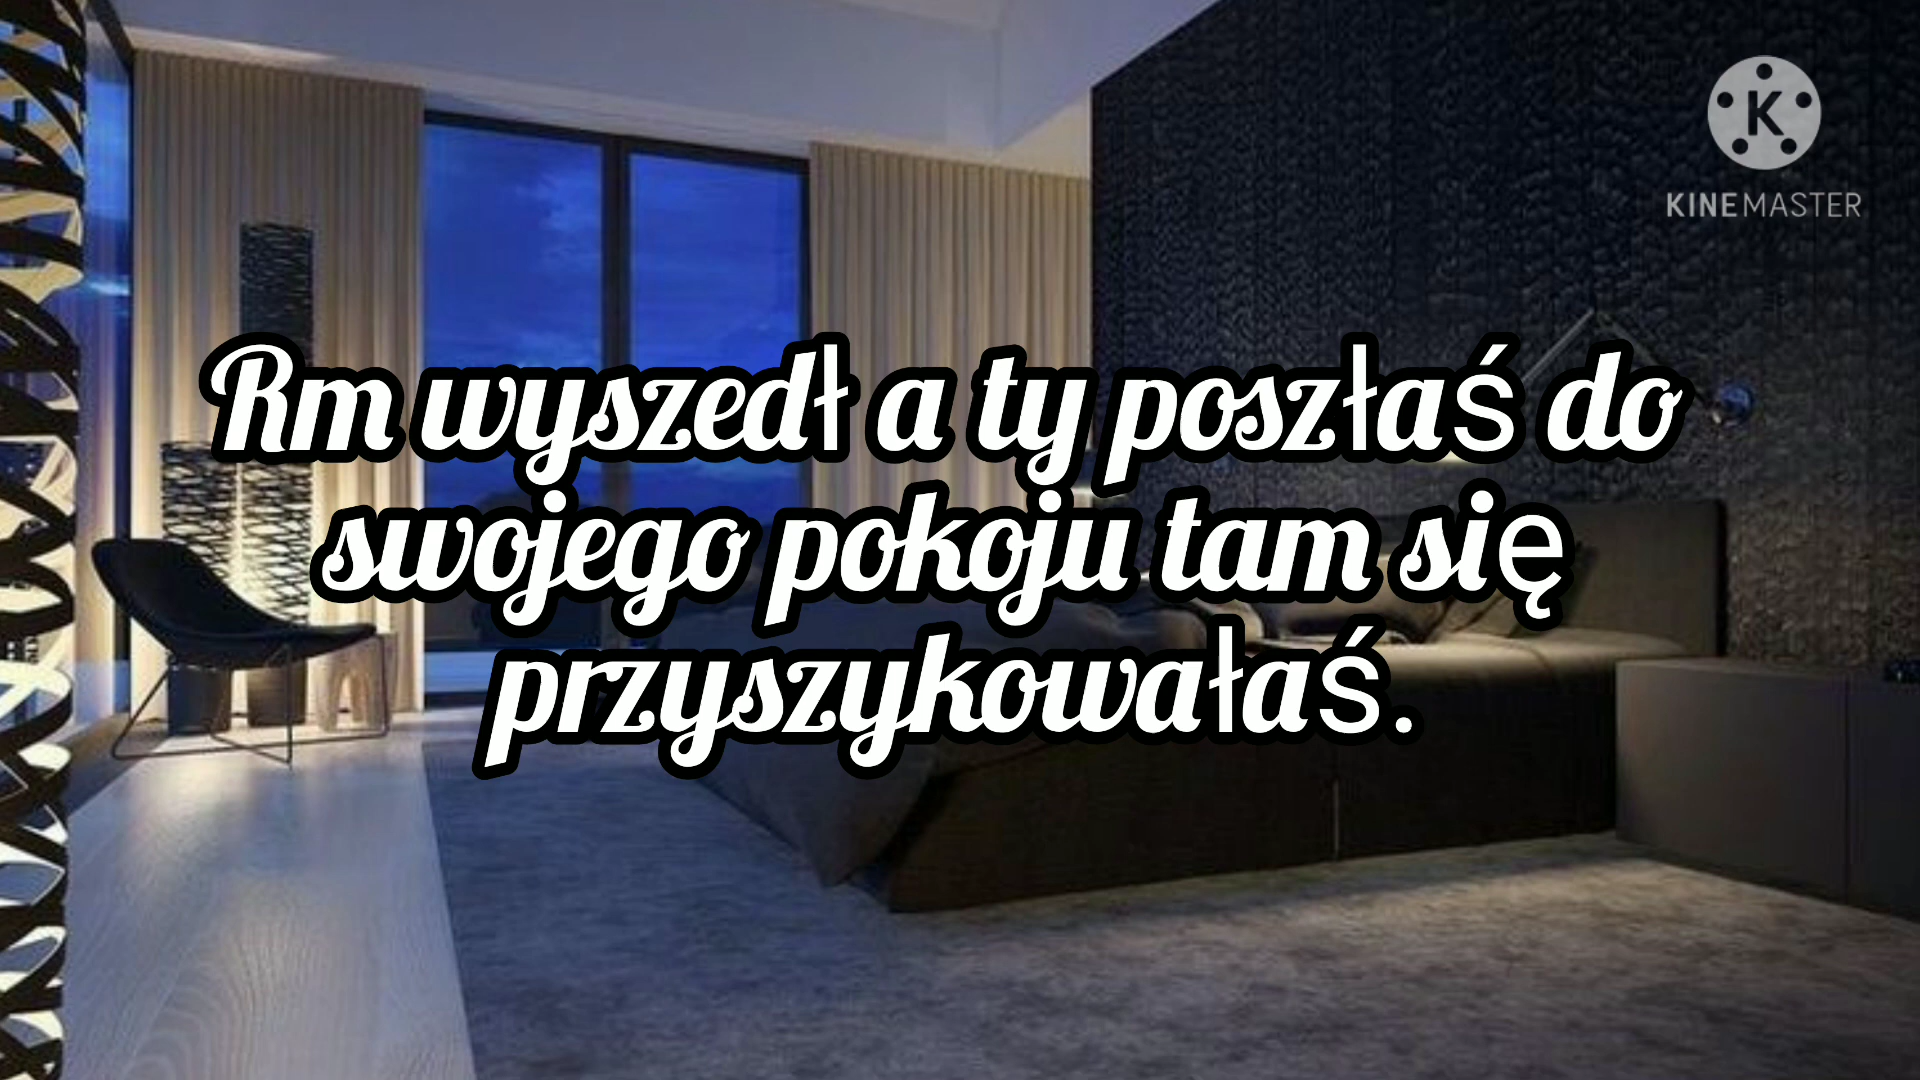 KINEMASTER
Rm wyszedł a ty poszłaś do
swojego pokoju tam się
przyszykowałaś.